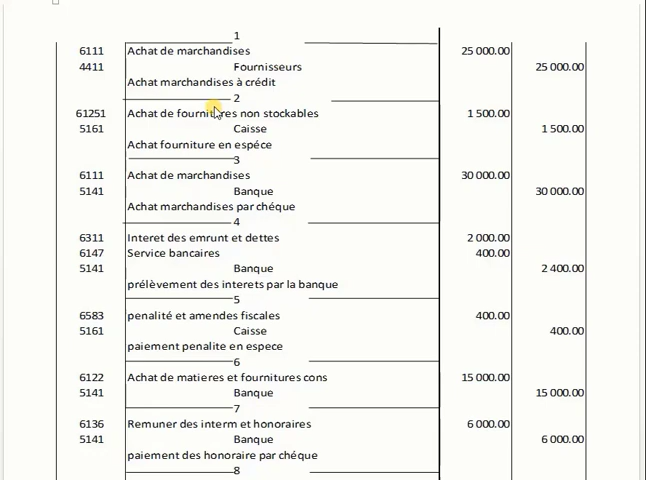 1
6111 Achat de marchandises 25 000.00
4411 Fournisseurs 25 000.00
Achat marchandises à crédit
2
61251 Achat de fournitures non stockables 1 500.00
5161 Caisse 1 500.00
Achat fourniture en espéce
3
6111 Achat de marchandises 30 000.00
5141 Banque 30 000.00
Achat marchandises par chéque
4
6311 Interet des emrunt et dettes 2 000.00
6147 Service bancaires 400.00
5141 Banque 2 400.00
prélèvement des interets par la banque
5
6583 penalité et amendes fiscales 400.00
5161 Caisse 400.00
paiement penalite en espece
6
6122 Achat de matieres et fournitures cons 15 000.00
5141 Banque 15 000.00
7
6136 Remuner des interm et honoraires 6 000.00
5141 Banque 6 000.00
paiement des honoraire par chéque
8